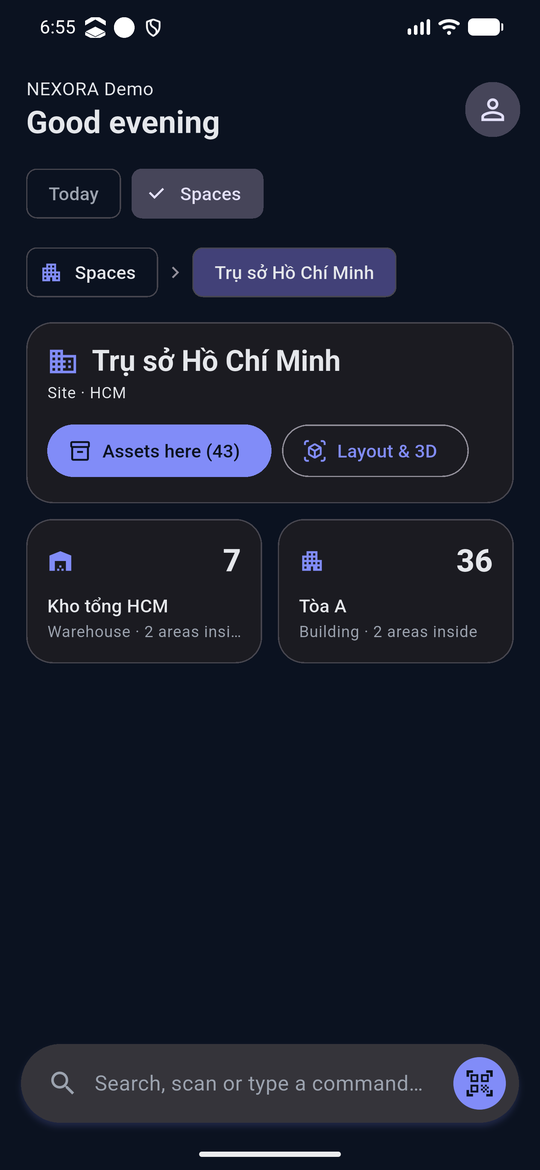 6:55
NEXORA Demo
Good evening
Today
Spaces
Spaces
Trụ sở Hồ Chí Minh
Trụ sở Hồ Chí Minh
Site · HCM
Assets here (43)
Layout & 3D
7
Kho tổng HCM
Warehouse · 2 areas insi...
36
Tòa A
Building · 2 areas inside
Search, scan or type a command...